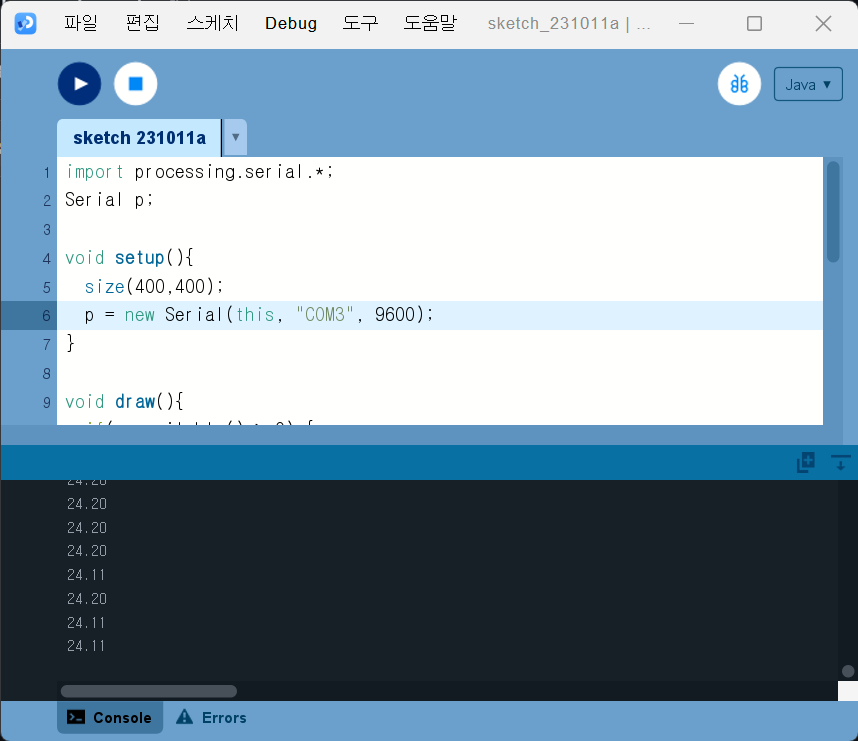 파일 편집 스케치 Debug 도구 도움말 sketch_231011a | ...
Java ▼
sketch 231011a ▼
1 import processing.serial.*;
2 Serial p;
3
4 void setup(){
5 size(400,400);
6 p = new Serial(this, "COM3", 9600);
7 }
8
9 void draw(){
24.20
24.20
24.20
24.20
24.11
24.20
24.11
24.11
Console Errors